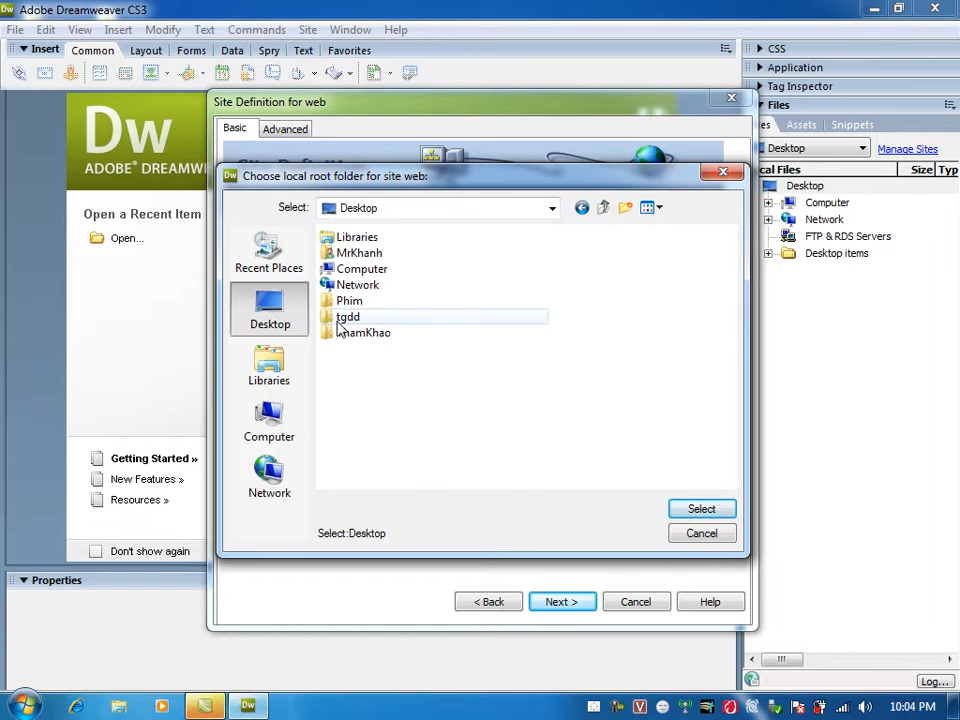 Adobe Dreamweaver CS3
File Edit View Insert Modify Text Commands Site Window Help
Insert Common Layout Forms Data Spry Text Favorites
CSS
Application
Tag Inspector
Files
Assets Snippets
Desktop Manage Sites
cal Files Size Typ
Desktop
Computer
Network
FTP & RDS Servers
Desktop items
Log...
Dw
ADOBE® DREAMWE
Open a Recent Item
Open...
Getting Started »
New Features »
Resources »
Don't show again
Properties
Site Definition for web
Basic Advanced
Choose local root folder for site web:
Select: Desktop
Recent Places
Desktop
Libraries
Computer
Network
Libraries
MrKhanh
Computer
Network
Phim
tgdd
hamKhao
Select
Select:Desktop
Cancel
< Back Next > Cancel Help
10:04 PM